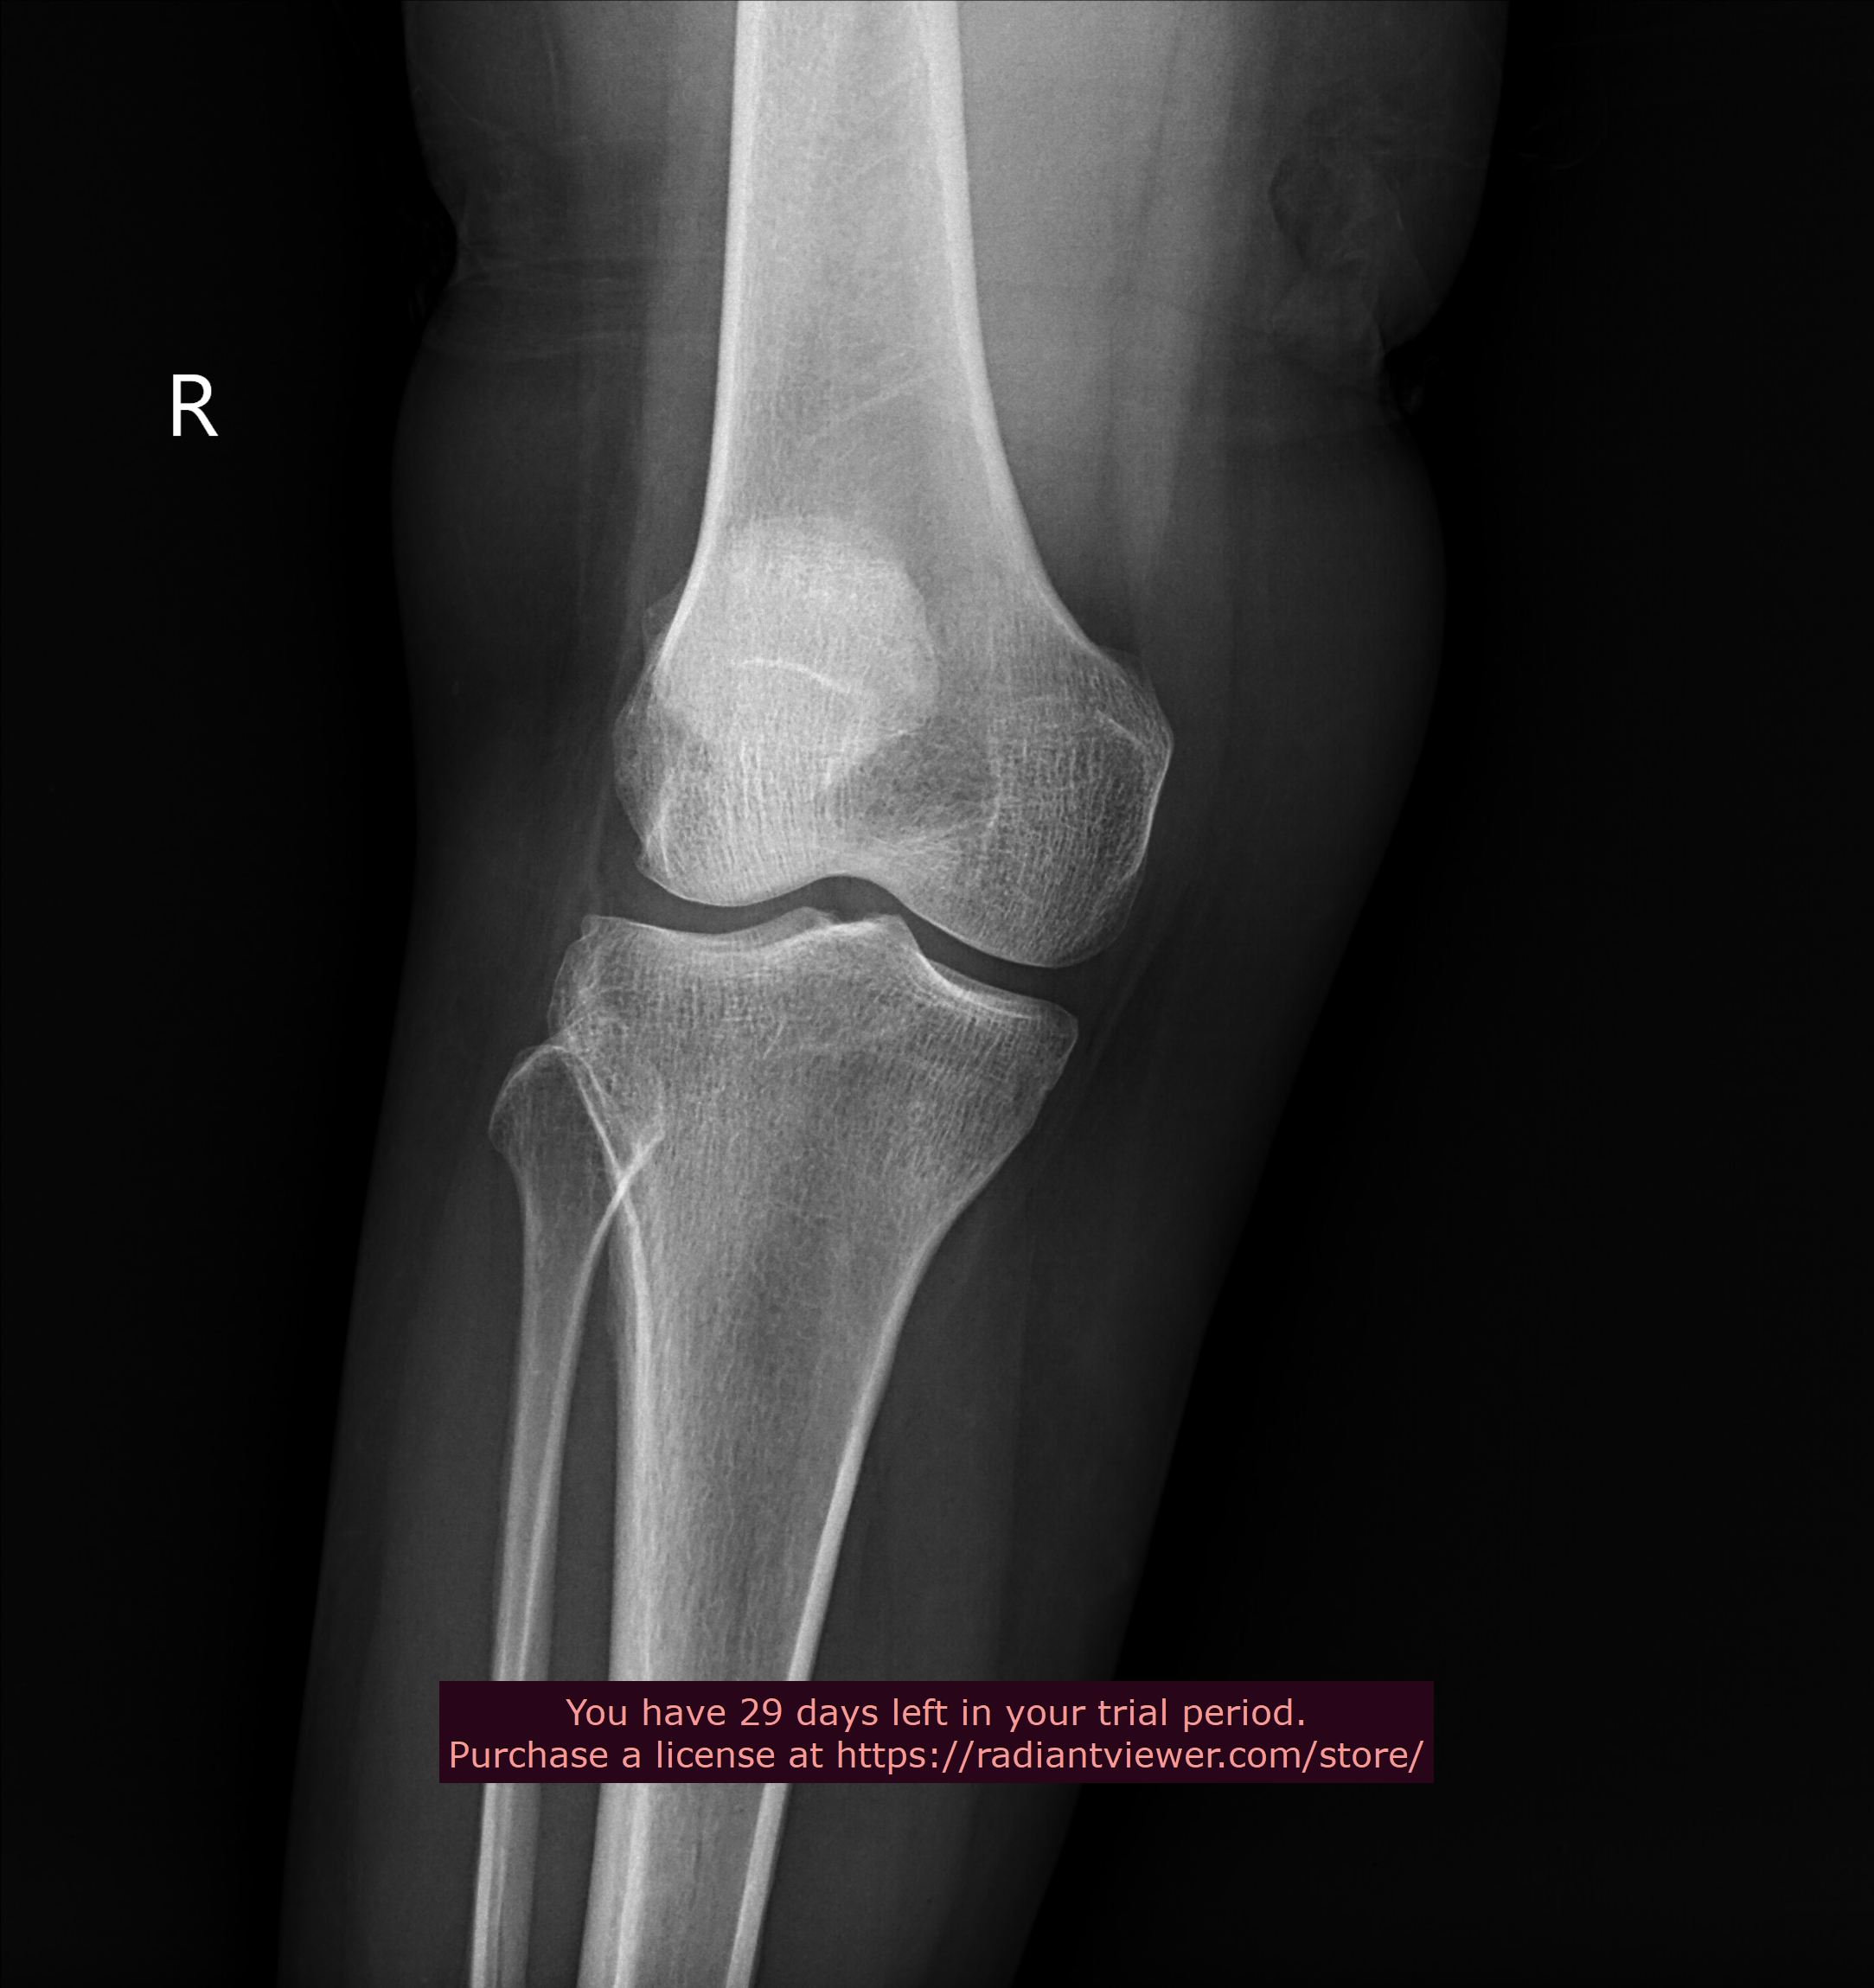 R
You have 29 days left in your trial period.
Purchase a license at https://radiantviewer.com/store/